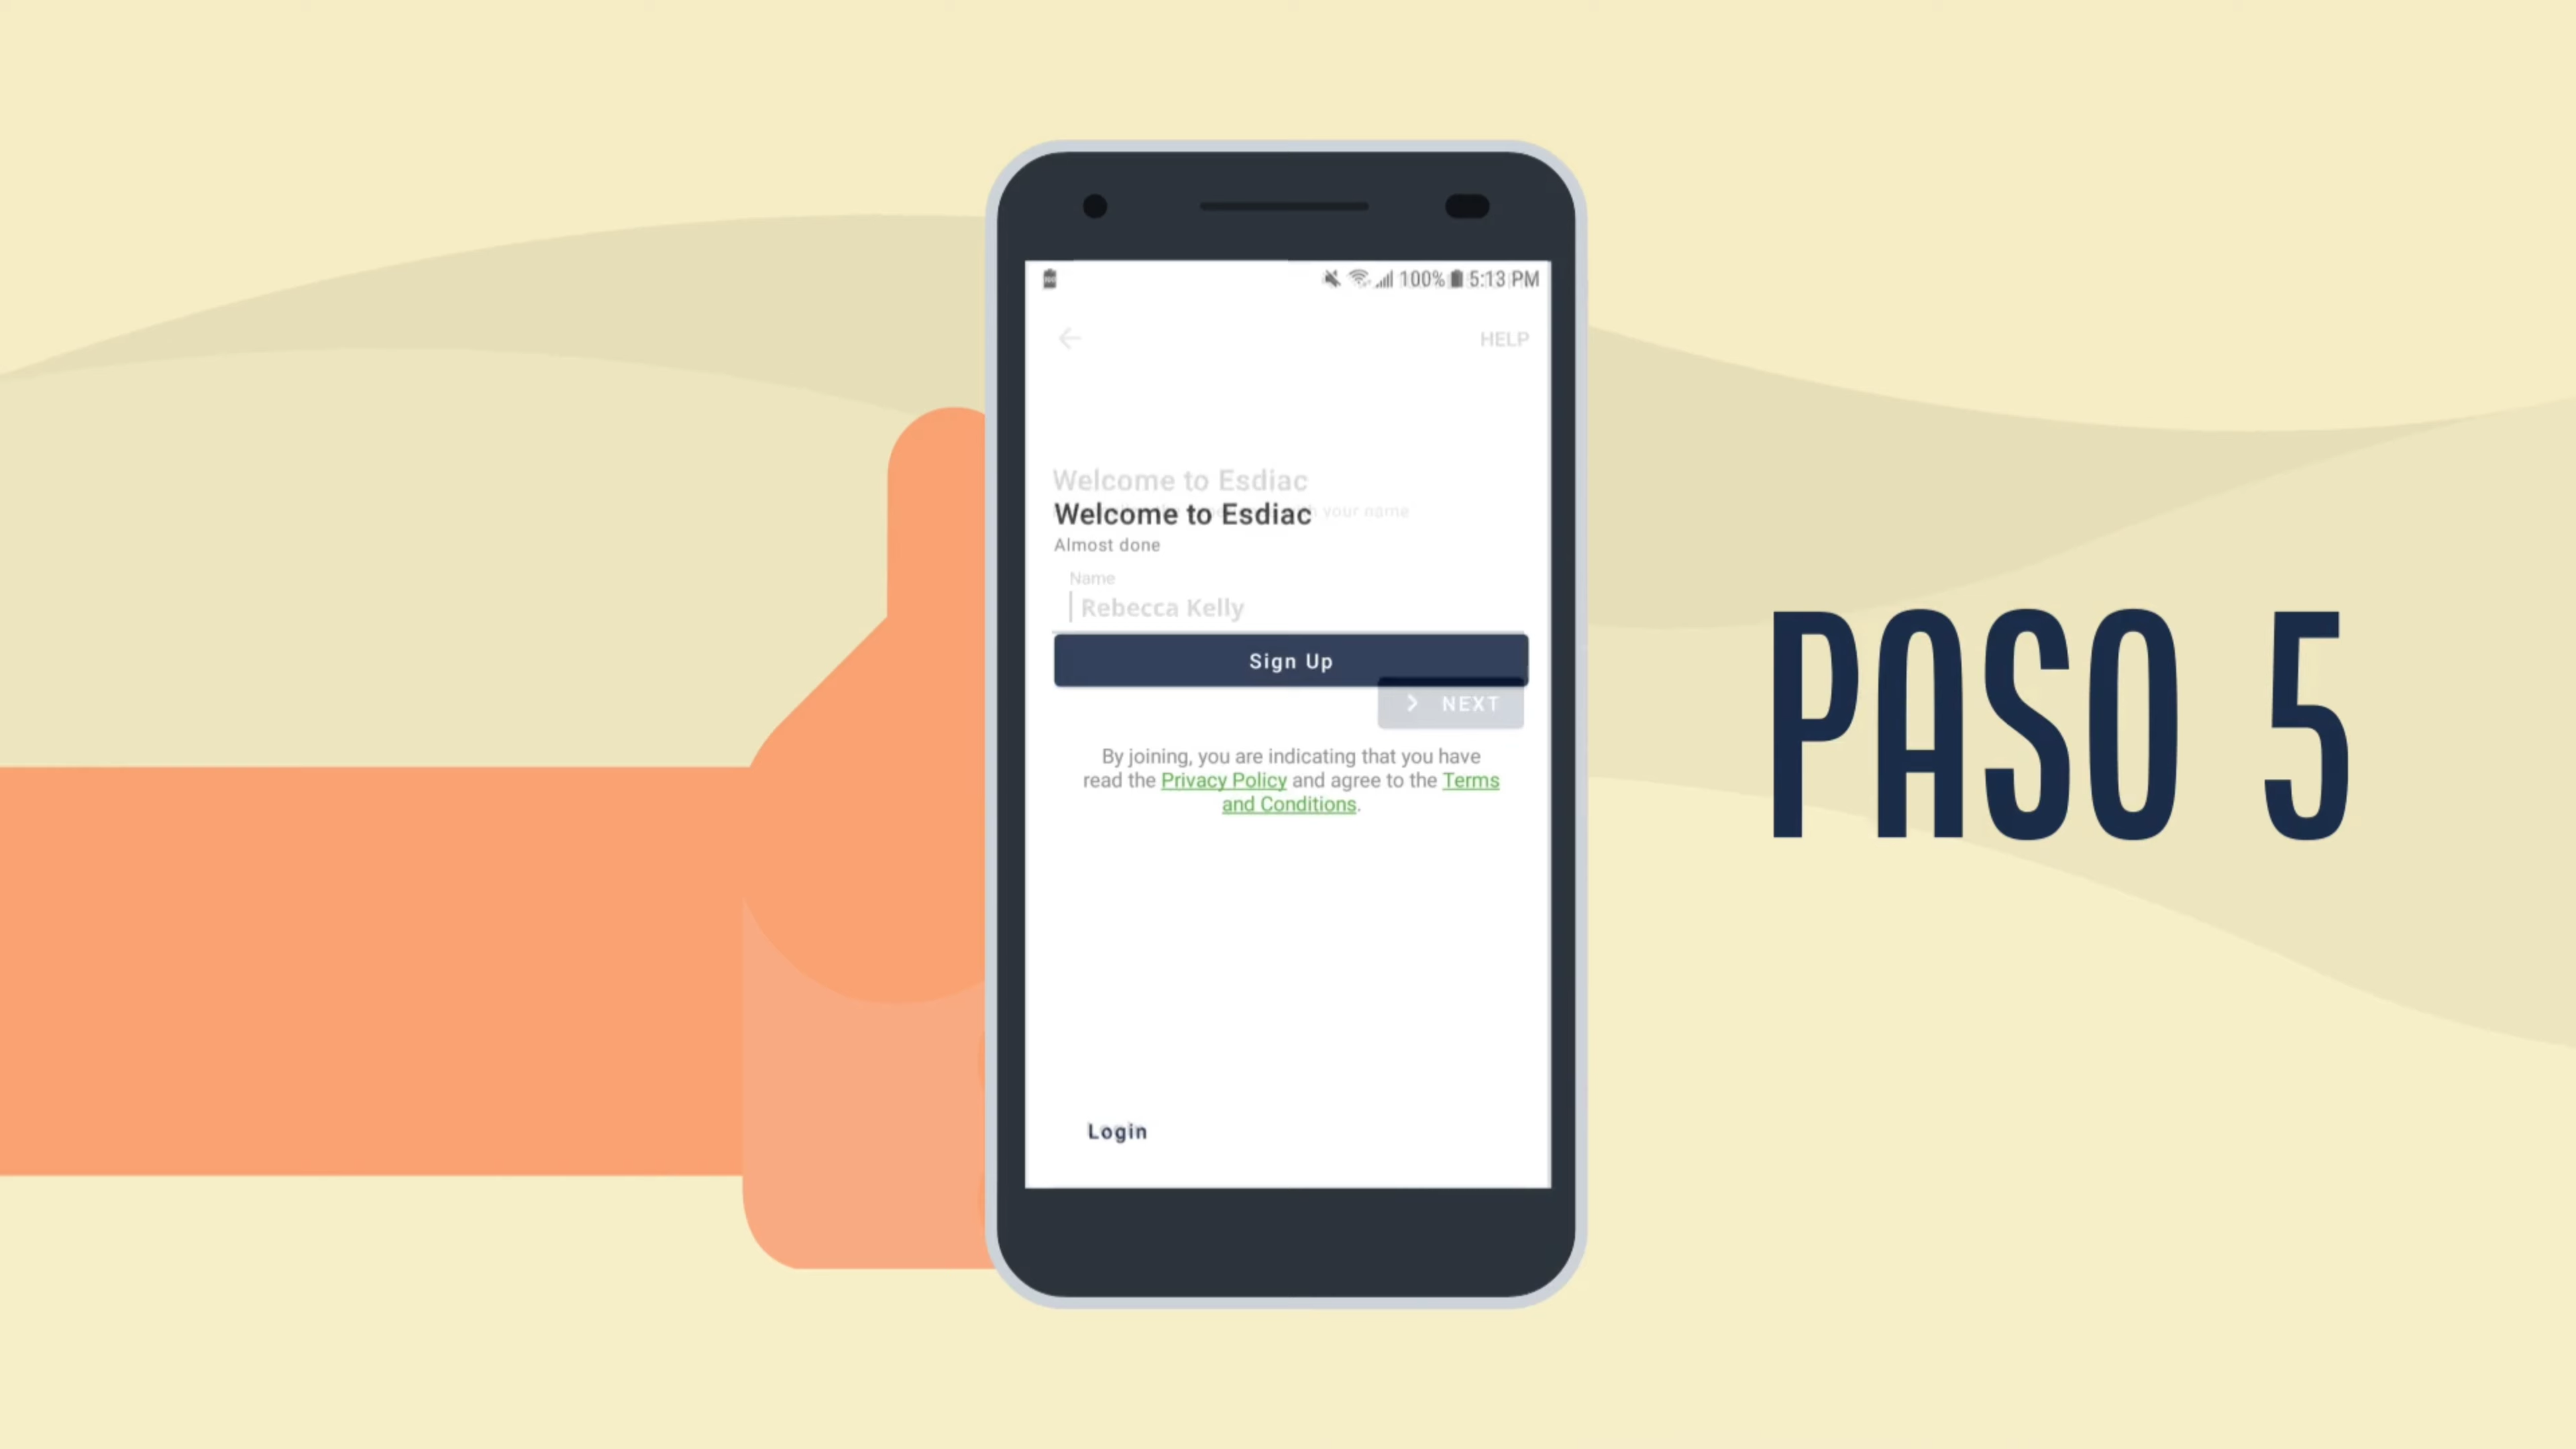 100% 5:13 PM
HELP
Welcome to Esdiac
your name
Welcome to Esdiac
Almost done
Name
Rebecca Kelly
Sign Up
NEXT
By joining, you are indicating that you have
read the Privacy Policy and agree to the Terms
and Conditions.
Login
PASO 5